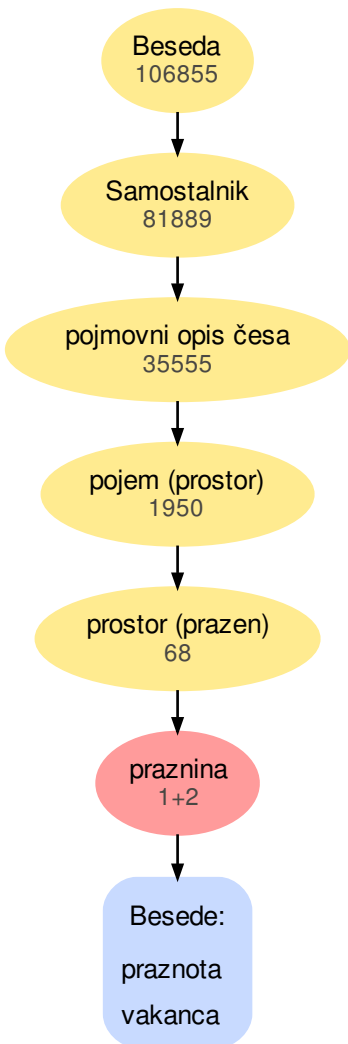 Beseda
106855
Samostalnik
81889
pojmovni opis česa
35555
pojem (prostor)
1950
prostor (prazen)
68
praznina
1+2
Besede:
praznota
vakanca